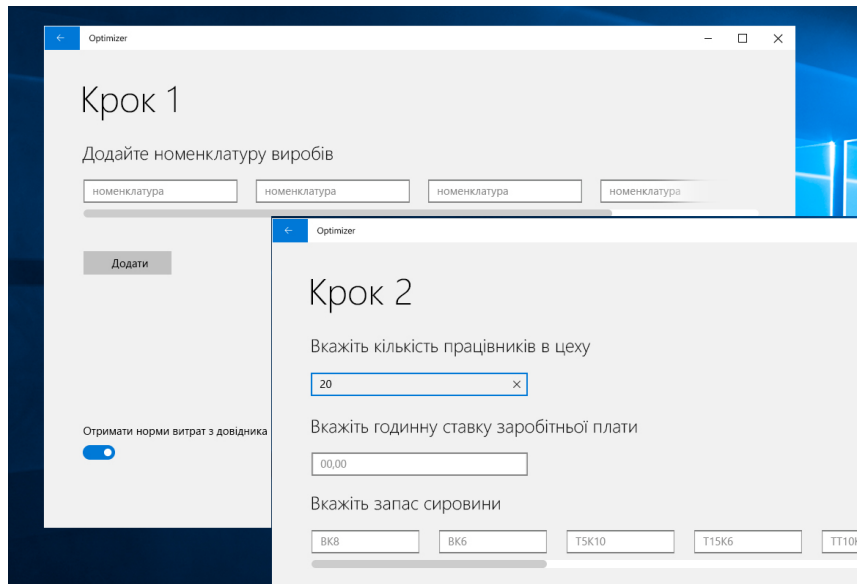 Optimizer
Крок 1
Додайте номенклатуру виробів
номенклатура номенклатура номенклатура номенклатура
Додати
Отримати норми витрат з довідника
Optimizer
Крок 2
Вкажіть кількість працівників в цеху
20
Вкажіть годинну ставку заробітньої плати
00,00
Вкажіть запас сировини
ВК8 ВК6 Т5К10 Т15К6